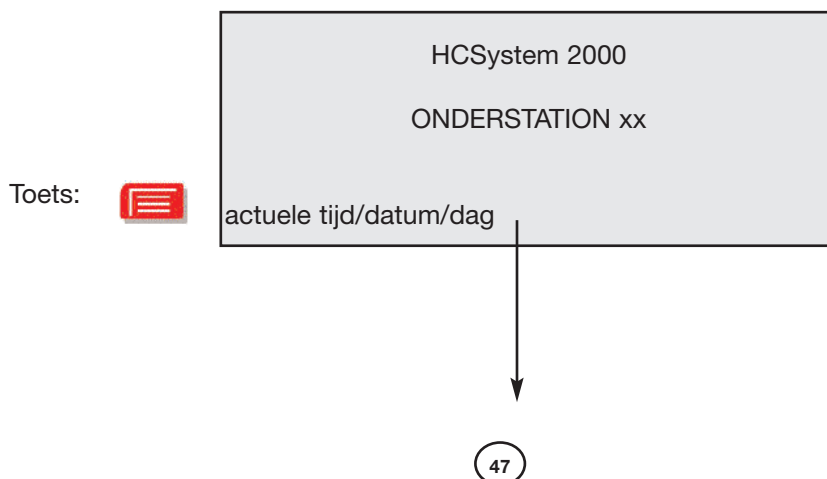 HCSystem 2000
ONDERSTATION xx
Toets:
actuele tijd/datum/dag
47